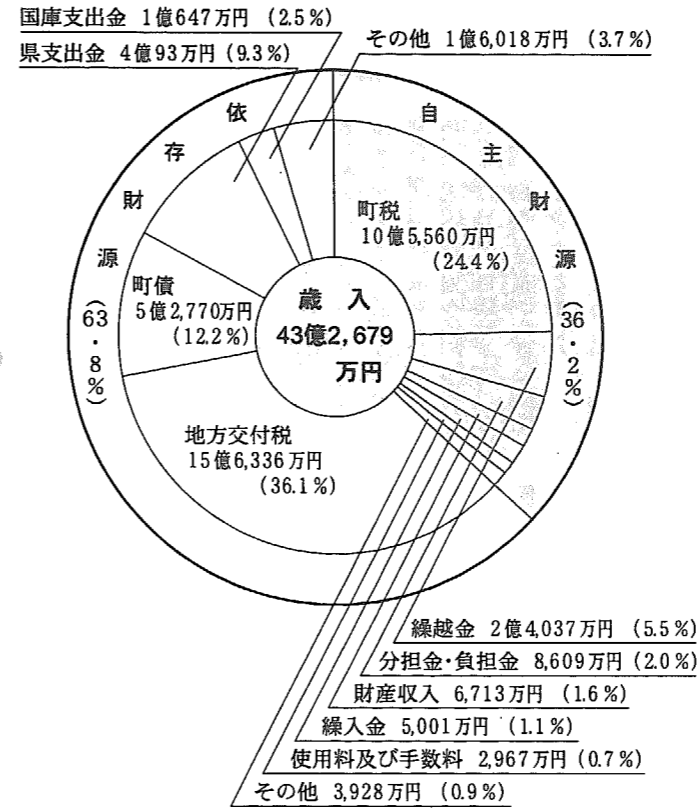 国庫支出金 1億647万円 (2.5%)
県支出金 4億93万円 (9.3%)
その他 1億6,018万円 (3.7%)
依存財源(63.8%)
自主財源(36.2%)
町税
10億5,560万円
(24.4%)
町債
5億2,770万円
(12.2%)
歳 入
43億2,679
万円
地方交付税
15億6,336万円
(36.1%)
繰越金 2億4,037万円 (5.5%)
分担金・負担金 8,609万円 (2.0%)
財産収入 6,713万円 (1.6%)
繰入金 5,001万円 (1.1%)
使用料及び手数料 2,967万円 (0.7%)
その他 3,928万円 (0.9%)